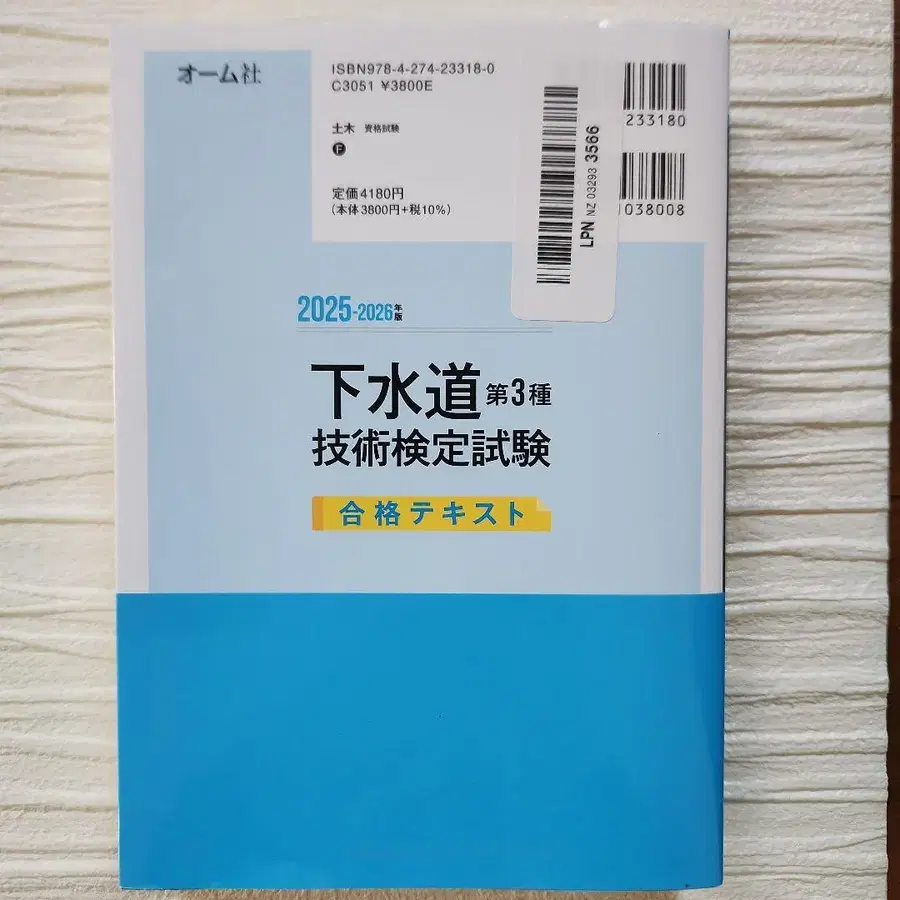 オーム社
ISBN978-4-274-23318-0
C3051 ¥3800E
土木 資格試験
F
定価4180円
(本体3800円+税10%)
233180
038008
LPN NZ 03293 3566
2025-2026年版
下水道第3種
技術検定試験
合格テキスト